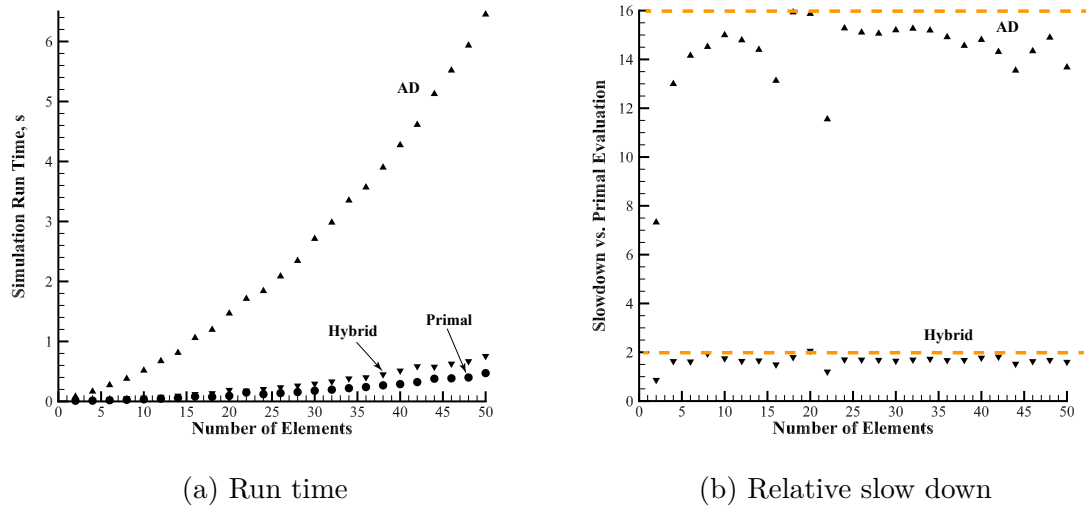 Simulation Run Time, s
6
5
4
3
2
1
0
0 5 10 15 20 25 30 35 40 45 50
Number of Elements
AD
Hybrid
Primal
(a) Run time
Slowdown vs. Primal Evaluation
16
14
12
10
8
6
4
2
0
0 5 10 15 20 25 30 35 40 45 50
Number of Elements
AD
Hybrid
(b) Relative slow down